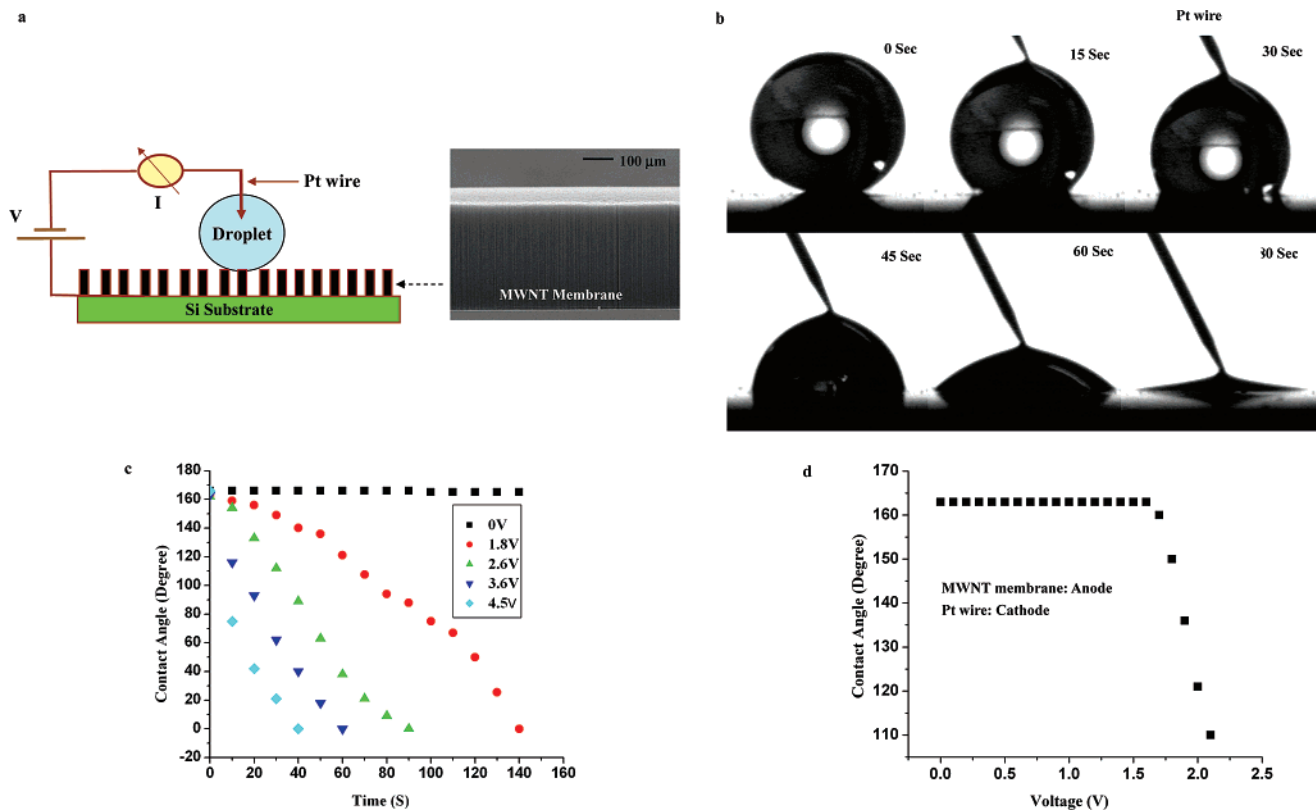 a
V
I
Pt wire
Droplet
Si Substrate
100 μm
MWNT Membrane
b
Pt wire
0 Sec
15 Sec
30 Sec
45 Sec
60 Sec
80 Sec
c
Contact Angle (Degree)
180
160
140
120
100
80
60
40
20
0
-20
0 20 40 60 80 100 120 140 160
Time (S)
0V
1.8V
2.6V
3.6V
4.5V
d
Contact Angle (Degree)
170
160
150
140
130
120
110
MWNT membrane: Anode
Pt wire: Cathode
0.0 0.5 1.0 1.5 2.0 2.5
Voltage (V)